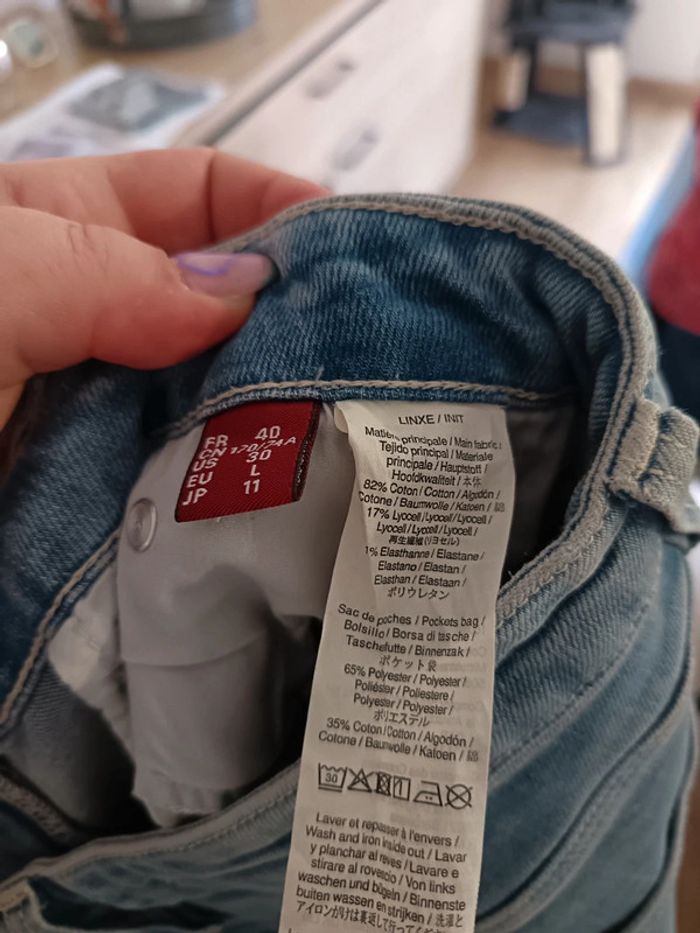 FR 40
CN 170/74A
US 30
EU L
JP 11
LINXE / INIT
Matière principale / Main fabric /
Tejido principal / Materiale
principale / Hauptstoff /
Hoofdkwaliteit / 本体
82% Coton / Cotton / Algodón /
Cotone / Baumwolle / Katoen / 綿
17% Lyocell / Lyocell / Lyocell /
Lyocell / Lyocell / Lyocell /
再生繊維(リヨセル)
1% Elasthanne / Elastane /
Elastano / Elastan /
Elasthan / Elastaan /
ポリウレタン
Sac de poches / Pockets bag /
Bolsillo / Borsa di tasche /
Taschefutte / Binnenzak /
ポケット袋
65% Polyester / Polyester /
Poliéster / Poliestere /
Polyester / Polyester /
ポリエステル
35% Coton / Cotton / Algodón /
Cotone / Baumwolle / Katoen / 綿
30
Laver et repasser à l'envers /
Wash and iron inside out / Lavar
y planchar al reves / Lavare e
stirare al rovescio / Von links
waschen und bügeln / Binnenste
buiten wassen en strijken / 洗濯と
アイロンがけは裏返して行ってく